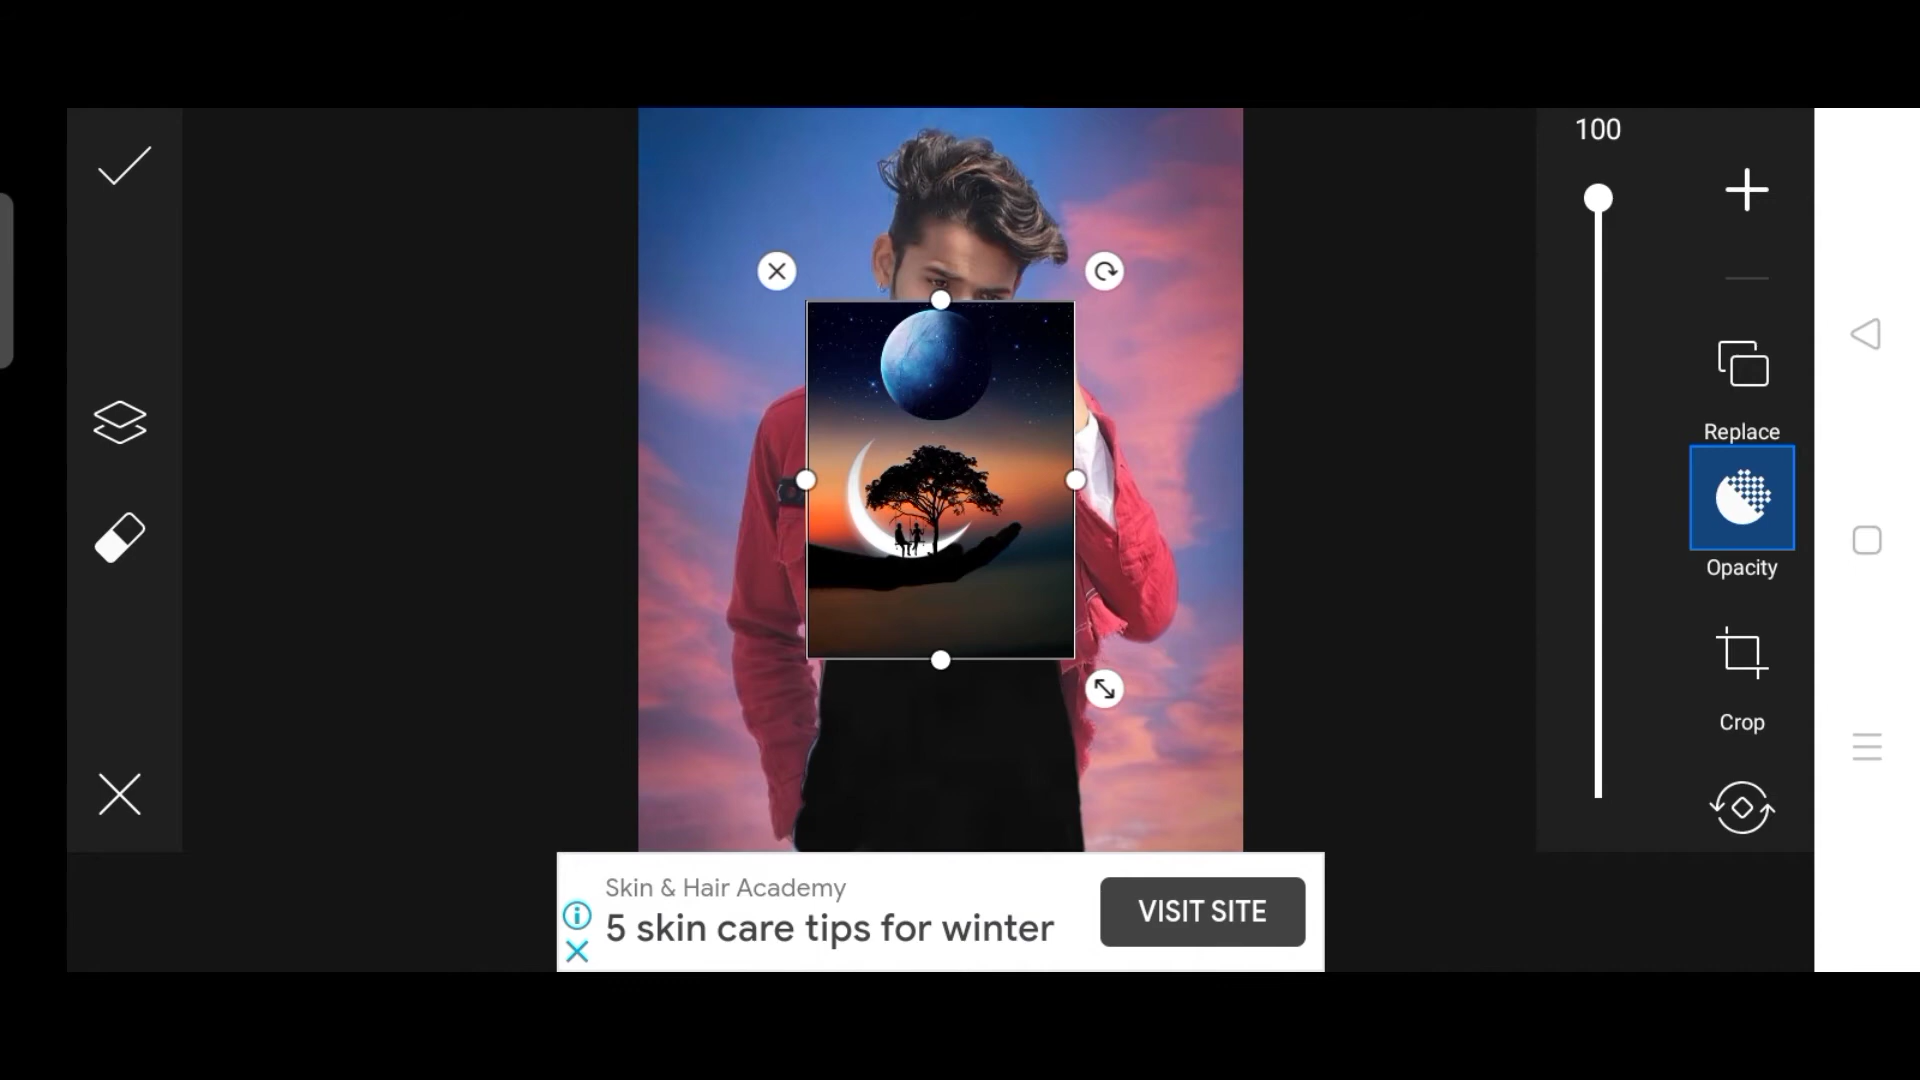 100
Replace
Opacity
Crop
Skin & Hair Academy
5 skin care tips for winter
VISIT SITE